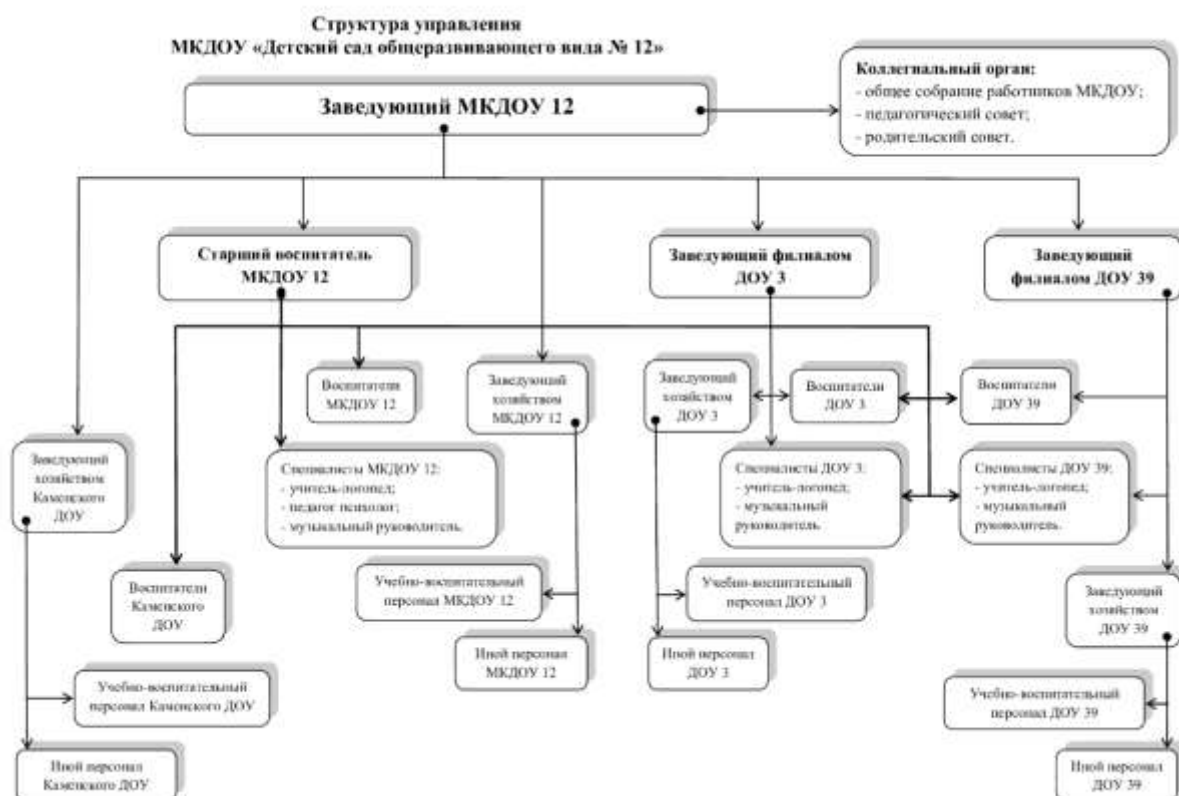 Структура управления
МКДОУ «Детский сад общеразвивающего вида № 12»
Заведующий МКДОУ 12
Коллегиальный орган:
- общее собрание работников МКДОУ;
- педагогический совет;
- родительский совет.
Старший воспитатель
МКДОУ 12
Заведующий филиалом
ДОУ 3
Заведующий
филиалом ДОУ 39
Воспитатели
МКДОУ 12
Заведующий
хозяйством
МКДОУ 12
Заведующий
хозяйством
ДОУ 3
Воспитатели
ДОУ 3
Воспитатели
ДОУ 39
Заведующий
хозяйством
Каменского
ДОУ
Специалисты МКДОУ 12:
- учитель-логопед;
- педагог психолог;
- музыкальный руководитель.
Специалисты ДОУ 3:
- учитель-логопед;
- музыкальный
руководитель.
Специалисты ДОУ 39:
- учитель-логопед;
- музыкальный
руководитель.
Воспитатели
Каменского
ДОУ
Учебно-воспитательный
персонал МКДОУ 12
Учебно-воспитательный
персонал ДОУ 3
Заведующий
хозяйством
ДОУ 39
Иной персонал
МКДОУ 12
Иной персонал
ДОУ 3
Учебно-воспитательный
персонал Каменского ДОУ
Учебно-воспитательный
персонал ДОУ 39
Иной персонал
Каменского ДОУ
Иной персонал
ДОУ 39